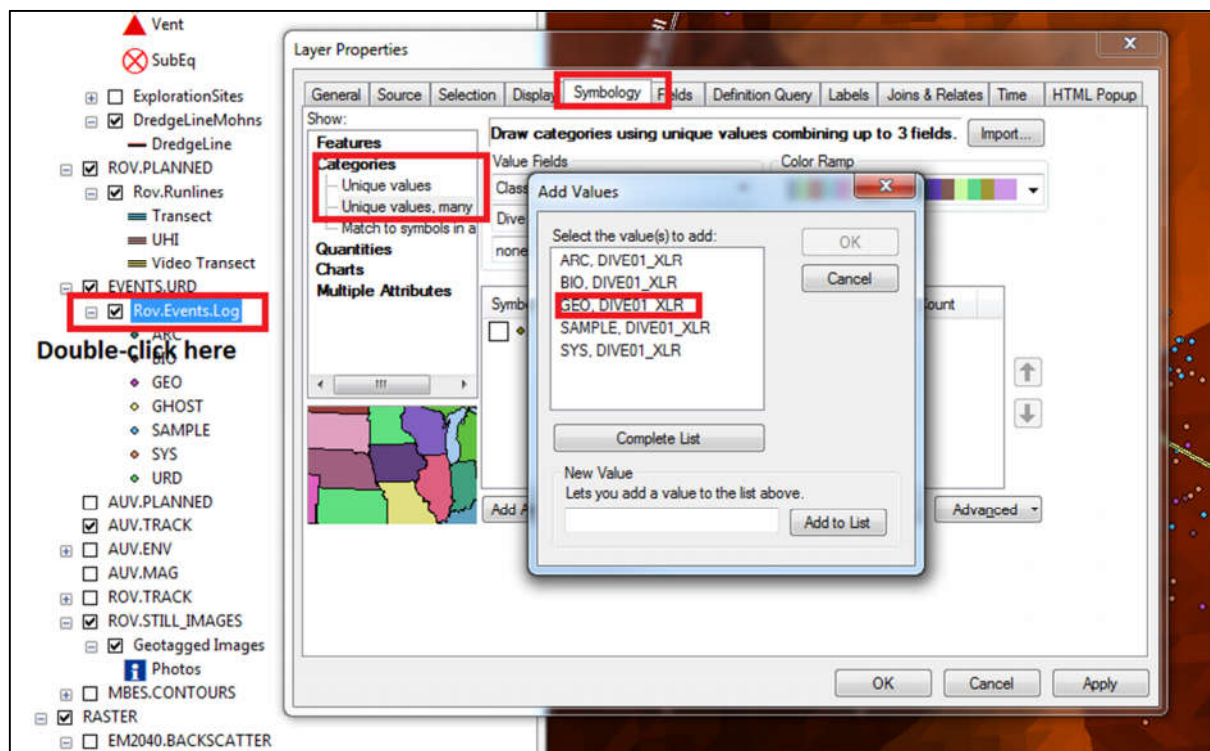 Vent
SubEq
ExplorationSites
DredgeLineMohns
DredgeLine
ROV.PLANNED
Rov.Runlines
Transect
UHI
Video Transect
EVENTS.URD
Rov.Events.Log
ARC
Double-click here
BIO
GEO
GHOST
SAMPLE
SYS
URD
AUV.PLANNED
AUV.TRACK
AUV.ENV
AUV.MAG
ROV.TRACK
ROV.STILL_IMAGES
Geotagged Images
Photos
MBES.CONTOURS
RASTER
EM2040.BACKSCATTER
Layer Properties
General Source Selection Display Symbology Fields Definition Query Labels Joins & Relates Time HTML Popup
Show:
Features
Categories
Unique values
Unique values, many
Match to symbols in a
Quantities
Charts
Multiple Attributes
Draw categories using unique values combining up to 3 fields. Import...
Value Fields Color Ramp
Class
Dive
none
Symb
ount
Add A
Advanced
Add Values
Select the value(s) to add:
ARC, DIVE01_XLR
BIO, DIVE01_XLR
GEO, DIVE01_XLR
SAMPLE, DIVE01_XLR
SYS, DIVE01_XLR
OK
Cancel
Complete List
New Value
Lets you add a value to the list above.
Add to List
OK Cancel Apply